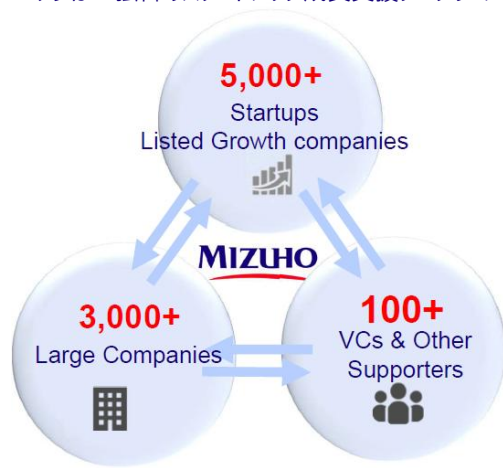 5,000+
Startups
Listed Growth companies
MIZUHO
3,000+
Large Companies
100+
VCs & Other
Supporters